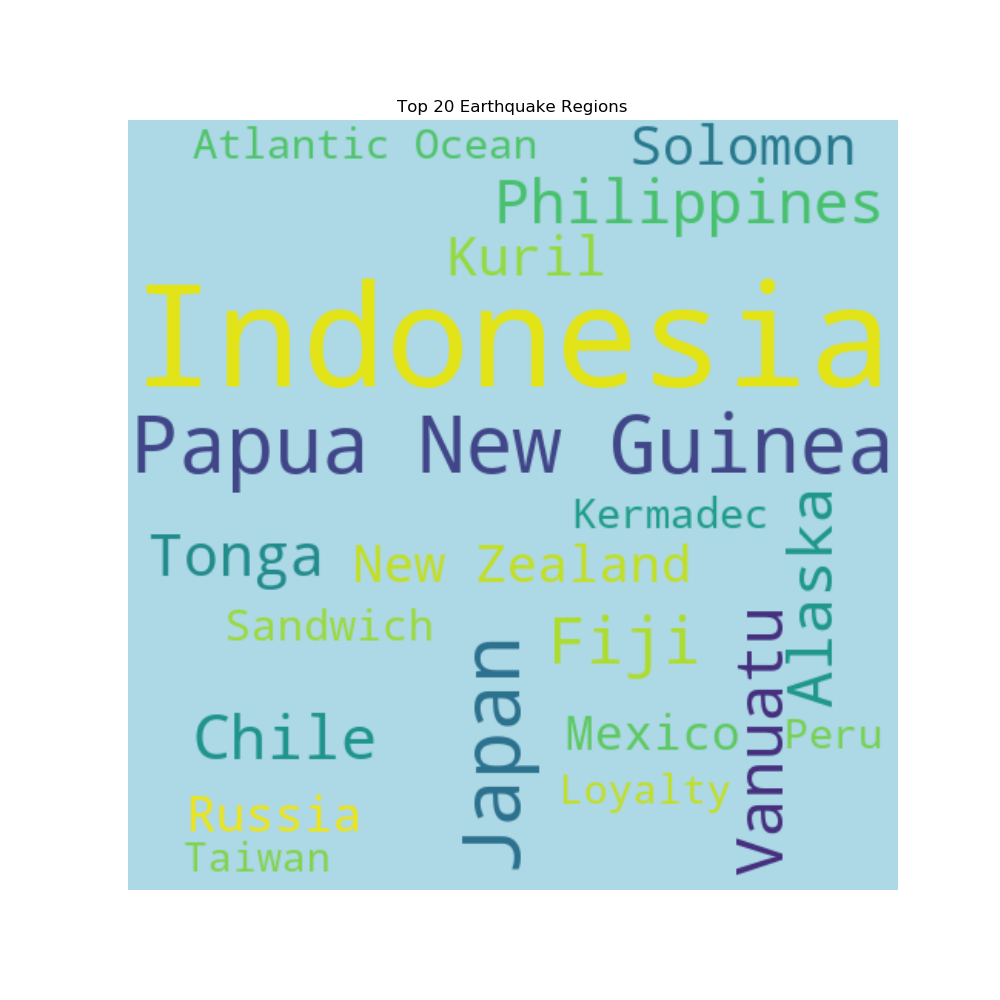 Top 20 Earthquake Regions
Atlantic Ocean
Solomon
Philippines
Kuril
Indonesia
Papua New Guinea
Kermadec
Alaska
Tonga
New Zealand
Sandwich
Fiji
Vanuatu
Japan
Chile
Mexico
Peru
Loyalty
Russia
Taiwan